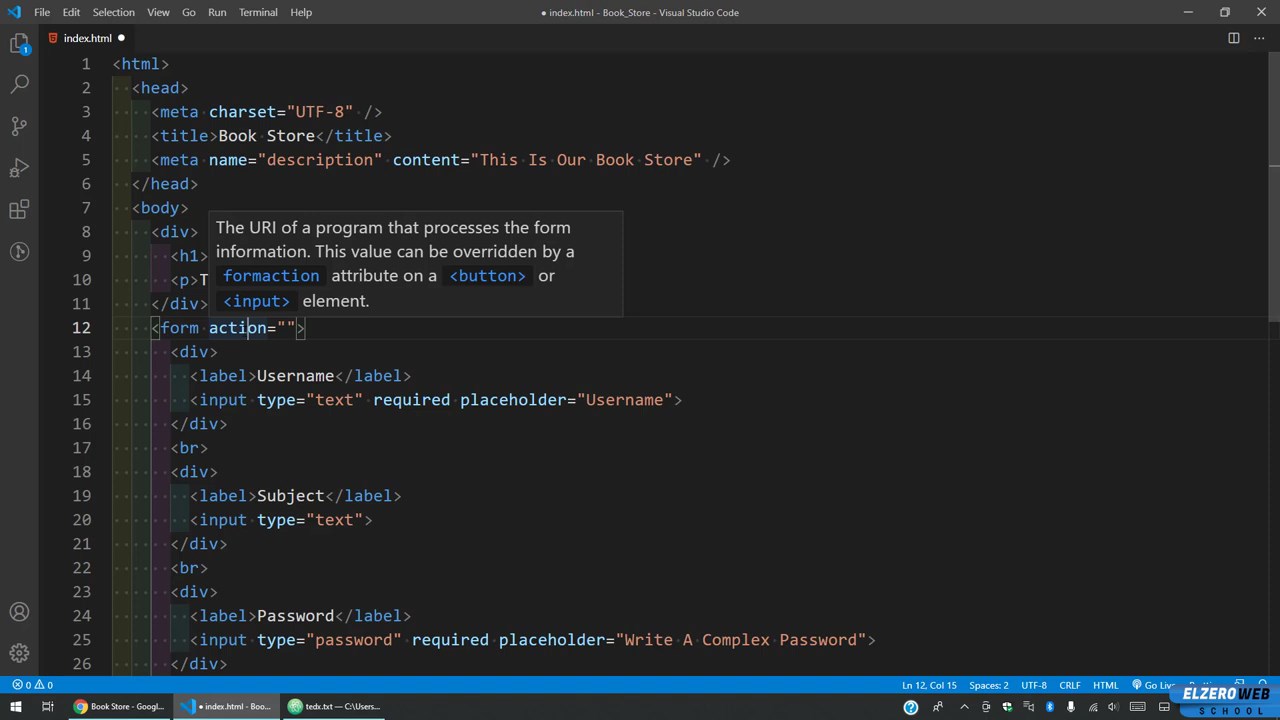 File Edit Selection View Go Run Terminal Help
● index.html - Book_Store - Visual Studio Code
index.html ●
1 <html>
2 <head>
3 <meta charset="UTF-8" />
4 <title>Book Store</title>
5 <meta name="description" content="This Is Our Book Store" />
6 </head>
7 <body>
8 <div>
9 <h1>
10 <p>T
11 </div>
The URI of a program that processes the form
information. This value can be overridden by a
formaction attribute on a <button> or
<input> element.
12 <form action="">
13 <div>
14 <label>Username</label>
15 <input type="text" required placeholder="Username">
16 </div>
17 <br>
18 <div>
19 <label>Subject</label>
20 <input type="text">
21 </div>
22 <br>
23 <div>
24 <label>Password</label>
25 <input type="password" required placeholder="Write A Complex Password">
26 </div>
1
0 0 Ln 12, Col 15 Spaces: 2 UTF-8 CRLF HTML Go Live
Book Store - Googl... ● index.html - Boo... tedx.txt — C:\Users...
ELZEROWEB
SCHOOL